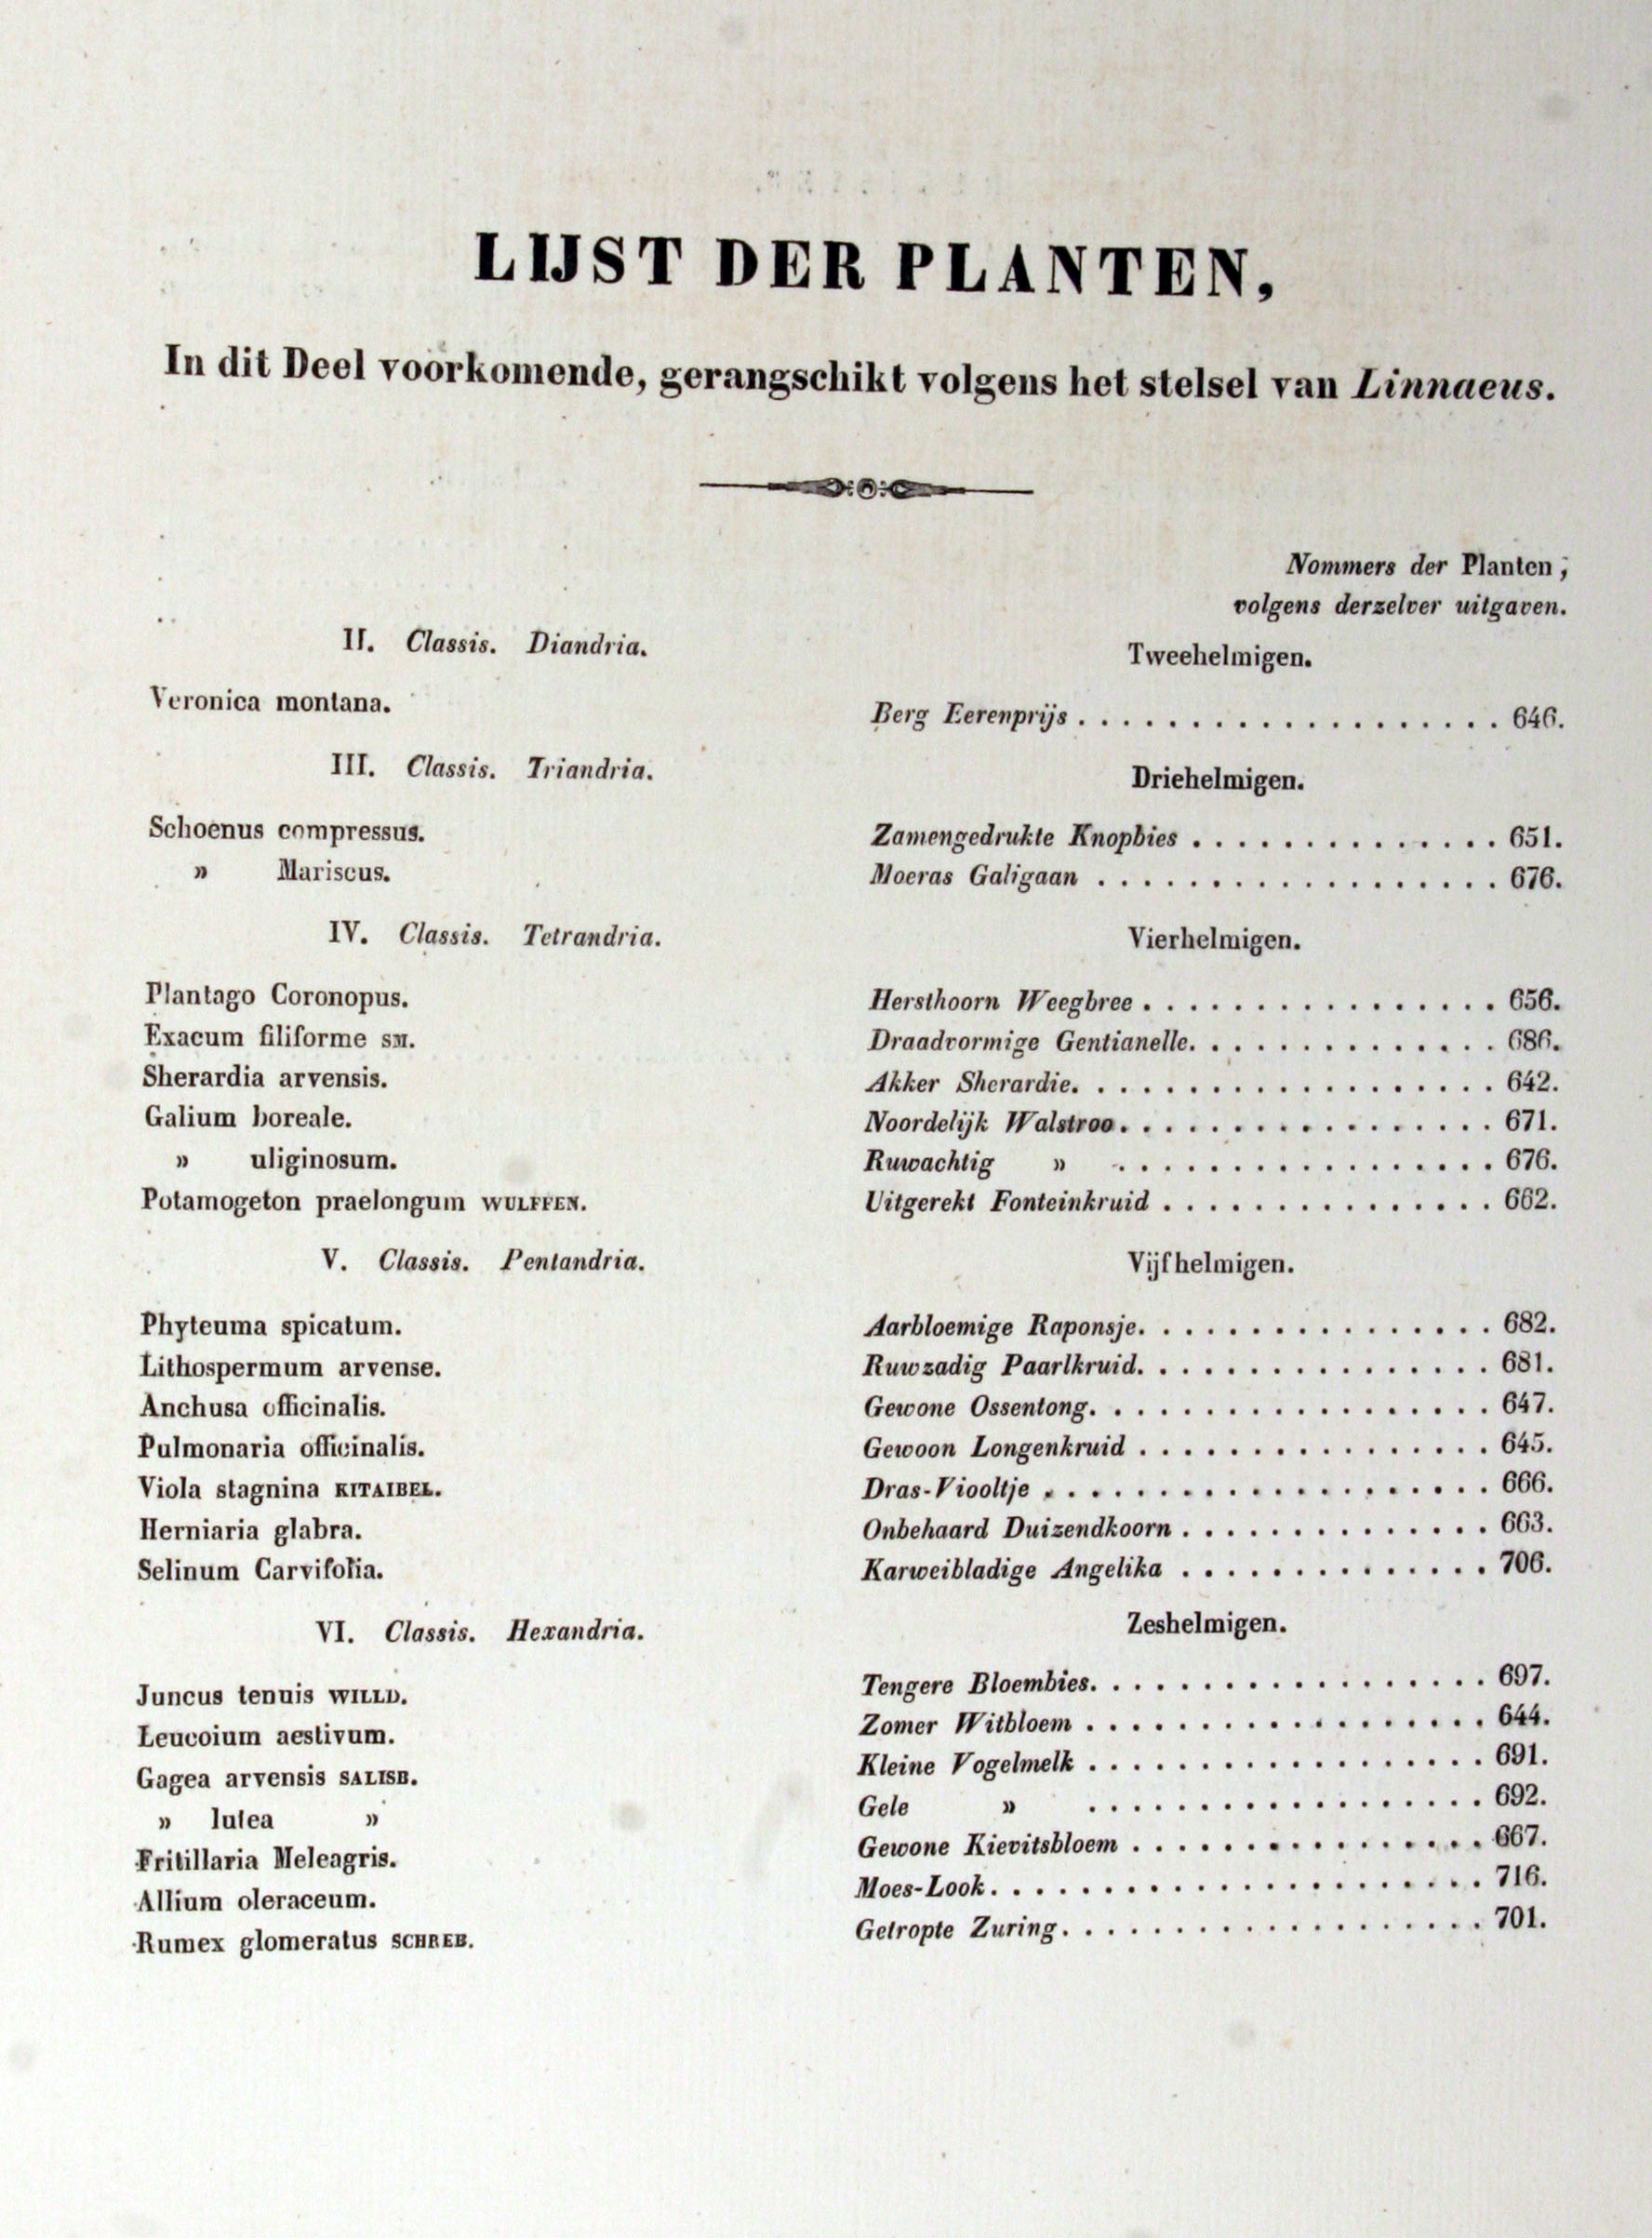 LIJST DER PLANTEN,
In dit Deel voorkomende, gerangschikt volgens het stelsel van Linnaeus.
Nommers der Planten,
volgens derzelver uitgaven.
II. Classis. Diandria.
Tweehelmigen.
Veronica montana.
Berg Eerenprijs . . . . . . . . . . . . . . . . . . . 646.
III. Classis. Triandria.
Driehelmigen.
Schoenus compressus.
Zamengedrukte Knopbies . . . . . . . . . . . . . . 651.
» Mariscus.
Moeras Galigaan . . . . . . . . . . . . . . . . . . 676.
IV. Classis. Tetrandria.
Vierhelmigen.
Plantago Coronopus.
Hersthoorn Weegbree . . . . . . . . . . . . . . . . 656.
Exacum filiforme SM.
Draadvormige Gentianelle. . . . . . . . . . . . . . 686.
Sherardia arvensis.
Akker Sherardie. . . . . . . . . . . . . . . . . . . 642.
Galium boreale.
Noordelijk Walstroo. . . . . . . . . . . . . . . . . 671.
» uliginosum.
Ruwachtig » . . . . . . . . . . . . . . . . . 676.
Potamogeton praelongum WULFFEN.
Uitgerekt Fonteinkruid . . . . . . . . . . . . . . . 662.
V. Classis. Pentandria.
Vijfhelmigen.
Phyteuma spicatum.
Aarbloemige Raponsje. . . . . . . . . . . . . . . . 682.
Lithospermum arvense.
Ruwzadig Paarlkruid. . . . . . . . . . . . . . . . 681.
Anchusa officinalis.
Gewone Ossentong. . . . . . . . . . . . . . . . . . 647.
Pulmonaria officinalis.
Gewoon Longenkruid . . . . . . . . . . . . . . . . 645.
Viola stagnina KITAIBEL.
Dras-Viooltje . . . . . . . . . . . . . . . . . . . . 666.
Herniaria glabra.
Onbehaard Duizendkoorn . . . . . . . . . . . . . . 663.
Selinum Carvifolia.
Karweibladige Angelika . . . . . . . . . . . . . . 706.
VI. Classis. Hexandria.
Zeshelmigen.
Juncus tenuis WILLD.
Tengere Bloembies. . . . . . . . . . . . . . . . . . 697.
Leucoium aestivum.
Zomer Witbloem . . . . . . . . . . . . . . . . . . 644.
Gagea arvensis SALISB.
Kleine Vogelmelk . . . . . . . . . . . . . . . . . . 691.
» lutea »
Gele » . . . . . . . . . . . . . . . . . . 692.
Fritillaria Meleagris.
Gewone Kievitsbloem . . . . . . . . . . . . . . . . 667.
Allium oleraceum.
Moes-Look. . . . . . . . . . . . . . . . . . . . . . 716.
Rumex glomeratus SCHREB.
Getropte Zuring. . . . . . . . . . . . . . . . . . . 701.